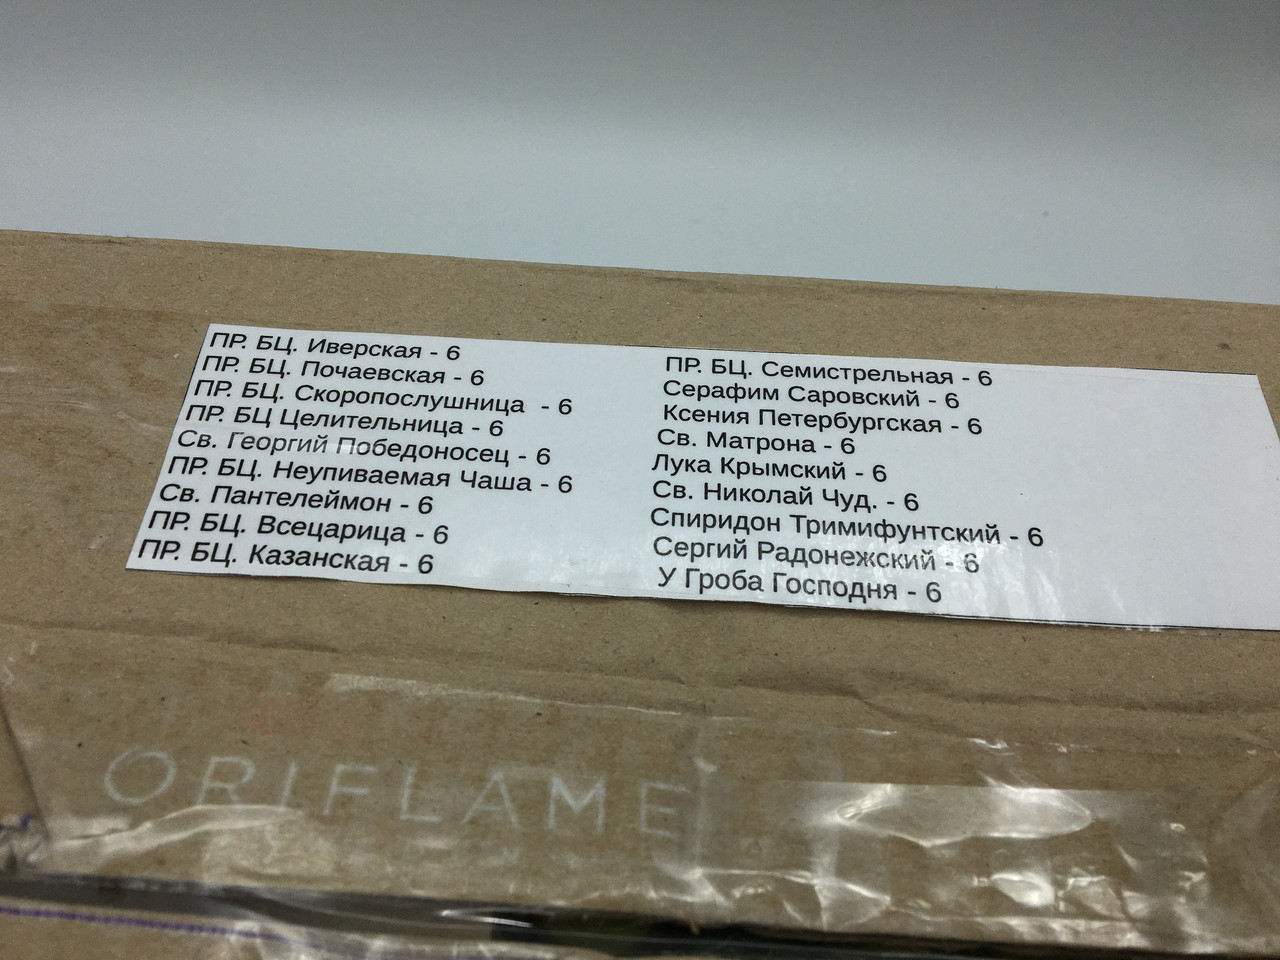 ПР. БЦ. Иверская - 6
ПР. БЦ. Почаевская - 6
ПР. БЦ. Скоропослушница - 6
ПР. БЦ Целительница - 6
Св. Георгий Победоносец - 6
ПР. БЦ. Неупиваемая Чаша - 6
Св. Пантелеймон - 6
ПР. БЦ. Всецарица - 6
ПР. БЦ. Казанская - 6
ПР. БЦ. Семистрельная - 6
Серафим Саровский - 6
Ксения Петербургская - 6
Св. Матрона - 6
Лука Крымский - 6
Св. Николай Чуд. - 6
Спиридон Тримифунтский - 6
Сергий Радонежский - 6
У Гроба Господня - 6
ORIFLAME